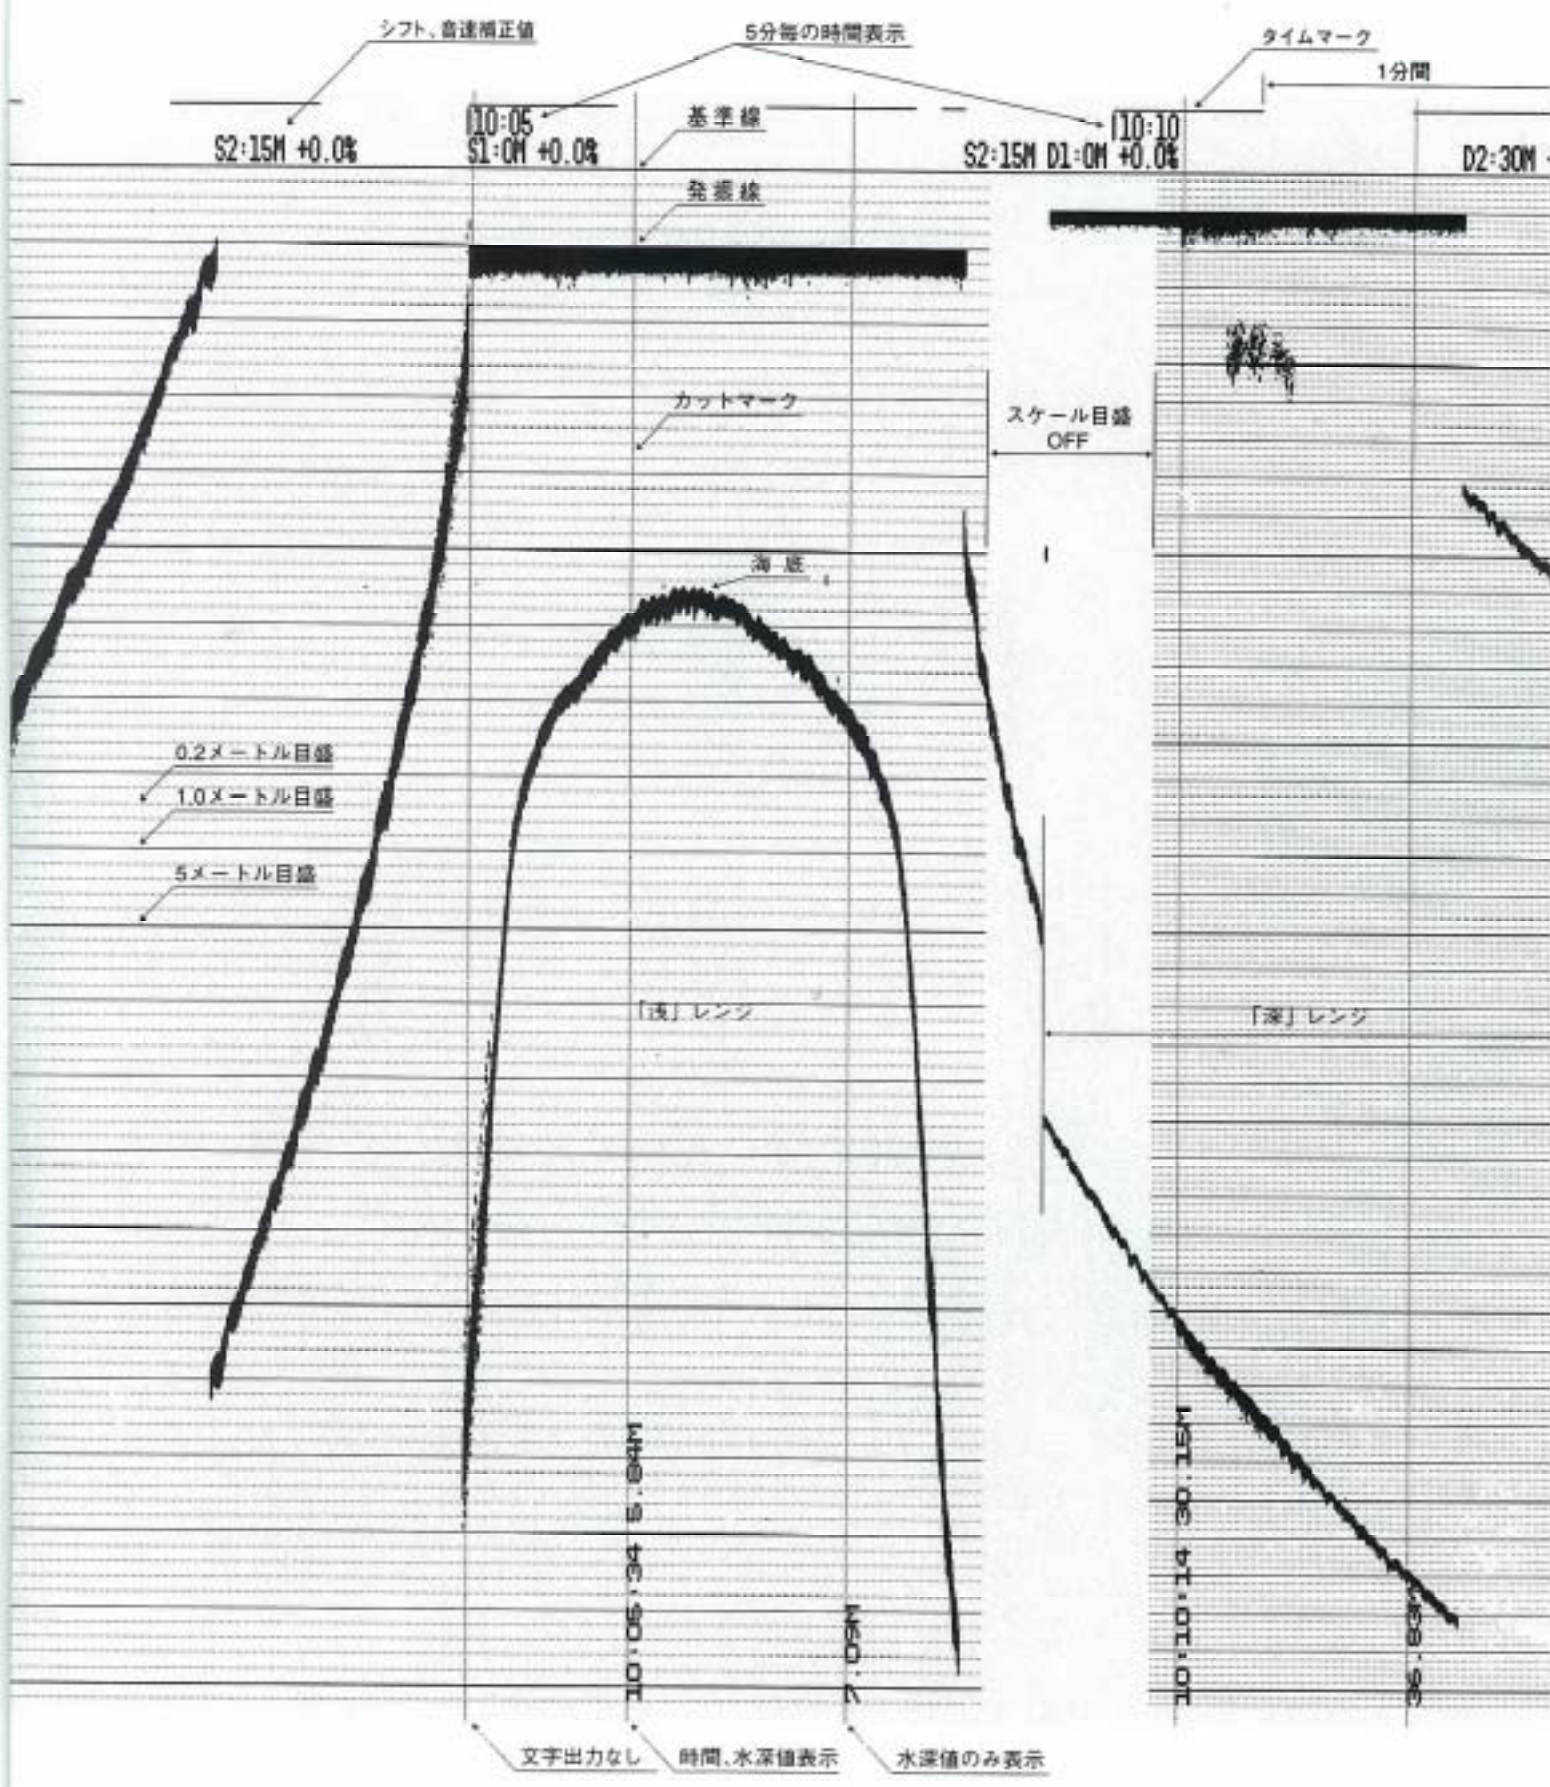 シフト、音速補正値
5分毎の時間表示
タイムマーク
1分間
10:05
基準線
10:10
S2:15M +0.0%
S1:0M +0.0%
S2:15M D1:0M +0.0%
D2:30M
発振線
カットマーク
スケール目盛
OFF
海底
0.2メートル目盛
1.0メートル目盛
5メートル目盛
「浅」レンジ
「深」レンジ
10:06:34 5.84M
7.09M
10:10:14 30.15M
36.83M
文字出力なし
時間、水深値表示
水深値のみ表示